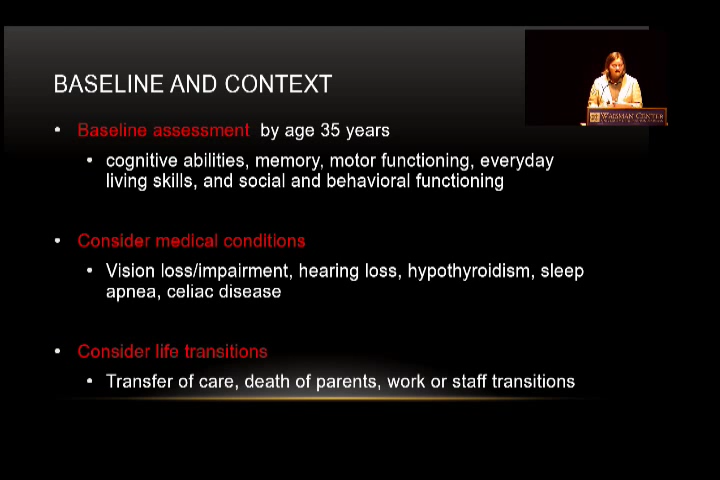 BASELINE AND CONTEXT
• Baseline assessment by age 35 years
• cognitive abilities, memory, motor functioning, everyday
living skills, and social and behavioral functioning
• Consider medical conditions
• Vision loss/impairment, hearing loss, hypothyroidism, sleep
apnea, celiac disease
• Consider life transitions
• Transfer of care, death of parents, work or staff transitions
WAISMAN CENTER